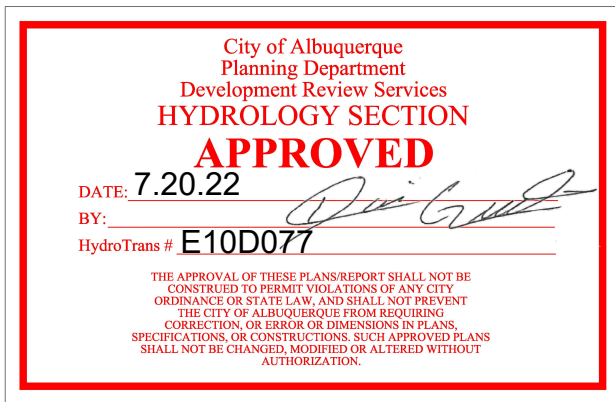 City of Albuquerque
Planning Department
Development Review Services
HYDROLOGY SECTION
APPROVED
DATE: 7.20.22
BY:
HydroTrans # E10D077
THE APPROVAL OF THESE PLANS/REPORT SHALL NOT BE
CONSTRUED TO PERMIT VIOLATIONS OF ANY CITY
ORDINANCE OR STATE LAW, AND SHALL NOT PREVENT
THE CITY OF ALBUQUERQUE FROM REQUIRING
CORRECTION, OR ERROR OR DIMENSIONS IN PLANS,
SPECIFICATIONS, OR CONSTRUCTIONS. SUCH APPROVED PLANS
SHALL NOT BE CHANGED, MODIFIED OR ALTERED WITHOUT
AUTHORIZATION.